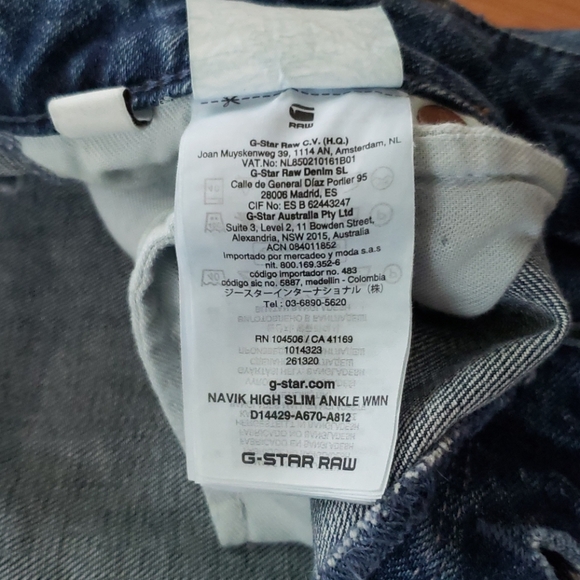 RAW
G-Star Raw C.V. (H.Q.)
Joan Muyskenweg 39, 1114 AN, Amsterdam, NL
VAT.No: NL850210161B01
G-Star Raw Denim SL
Calle de General Díaz Portier 95
28006 Madrid, ES
CIF No: ES B 62443247
G-Star Australia Pty Ltd
Suite 3, Level 2, 11 Bowden Street,
Alexandria, NSW 2015, Australia
ACN 084011852
Importado por mercadeo y moda s.a.s
nit. 800.169.352-6
código importador no. 483
código sic no. 5887, medellin - Colombia
ジースターインターナショナル（株）
Tel : 03-6890-5620
RN 104506 / CA 41169
1014323
261320
g-star.com
NAVIK HIGH SLIM ANKLE WMN
D14429-A670-A812
G-STAR RAW